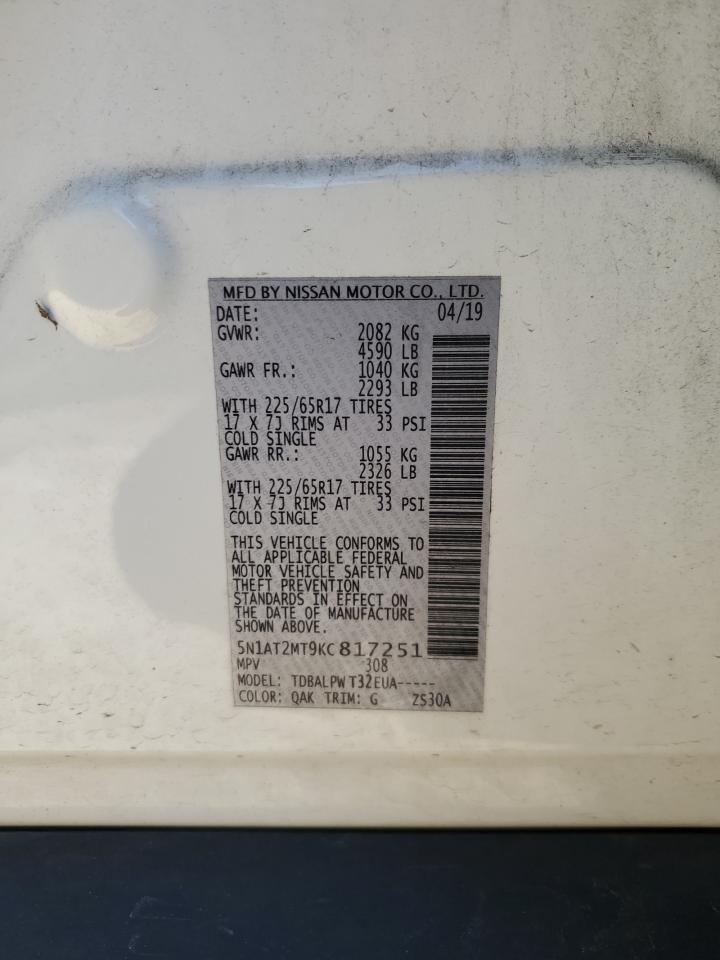 MFD BY NISSAN MOTOR CO., LTD.
DATE: 04/19
GVWR: 2082 KG
4590 LB
GAWR FR.: 1040 KG
2293 LB
WITH 225/65R17 TIRES
17 X 7J RIMS AT 33 PSI
COLD SINGLE
GAWR RR.: 1055 KG
2326 LB
WITH 225/65R17 TIRES
17 X 7J RIMS AT 33 PSI
COLD SINGLE
THIS VEHICLE CONFORMS TO
ALL APPLICABLE FEDERAL
MOTOR VEHICLE SAFETY AND
THEFT PREVENTION
STANDARDS IN EFFECT ON
THE DATE OF MANUFACTURE
SHOWN ABOVE.
5N1AT2MT9KC817251
MPV 308
MODEL: TDBALPW T32EUA-----
COLOR: QAK TRIM: G ZS30A